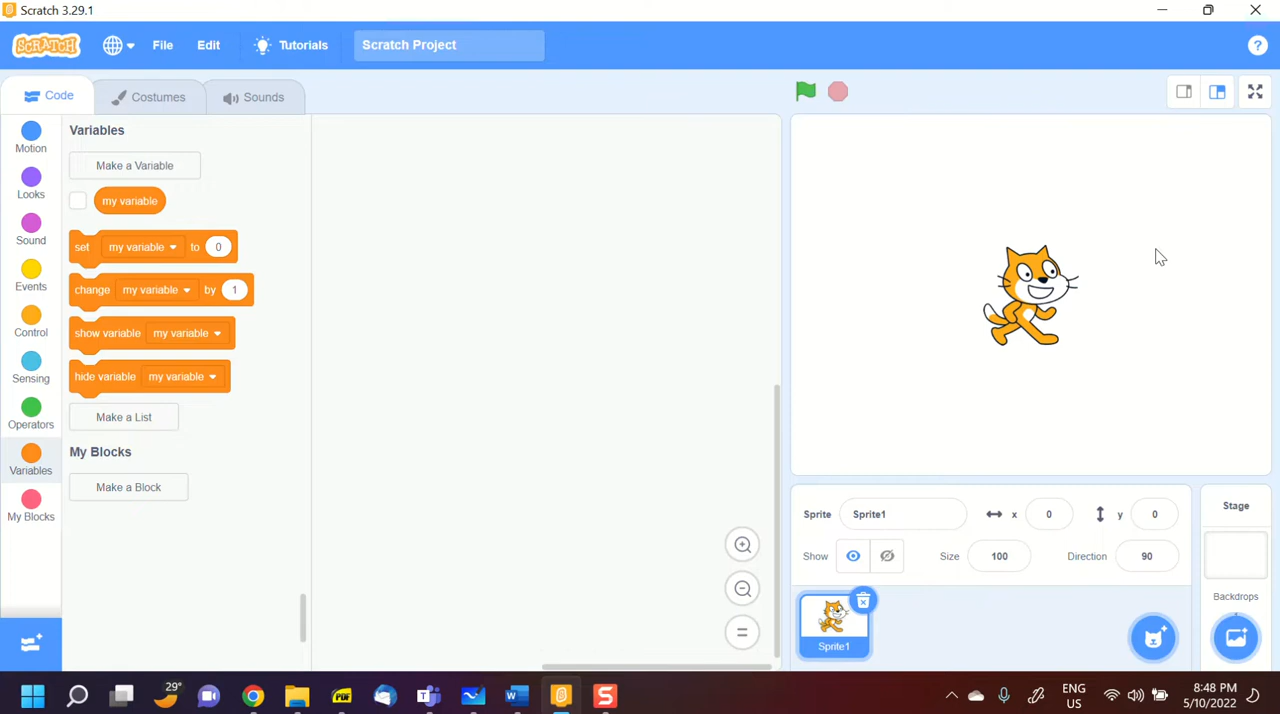 Scratch 3.29.1
SCRATCH File Edit Tutorials Scratch Project ?
Code Costumes Sounds
Motion
Looks
Sound
Events
Control
Sensing
Operators
Variables
My Blocks
Variables
Make a Variable
my variable
set my variable to 0
change my variable by 1
show variable my variable
hide variable my variable
Make a List
My Blocks
Make a Block
Sprite Sprite1 x 0 y 0
Show Size 100 Direction 90
Sprite1
Stage
Backdrops
29°
PDF
W
S
ENG
US
8:48 PM
5/10/2022